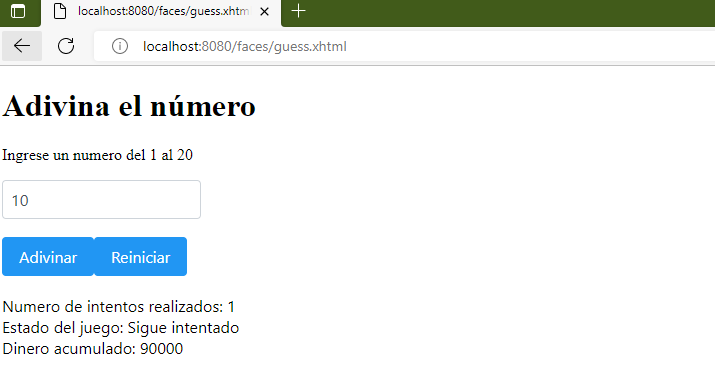 localhost:8080/faces/guess.xhtm
localhost:8080/faces/guess.xhtml
Adivina el número
Ingrese un numero del 1 al 20
10
Adivinar Reiniciar
Numero de intentos realizados: 1
Estado del juego: Sigue intentado
Dinero acumulado: 90000